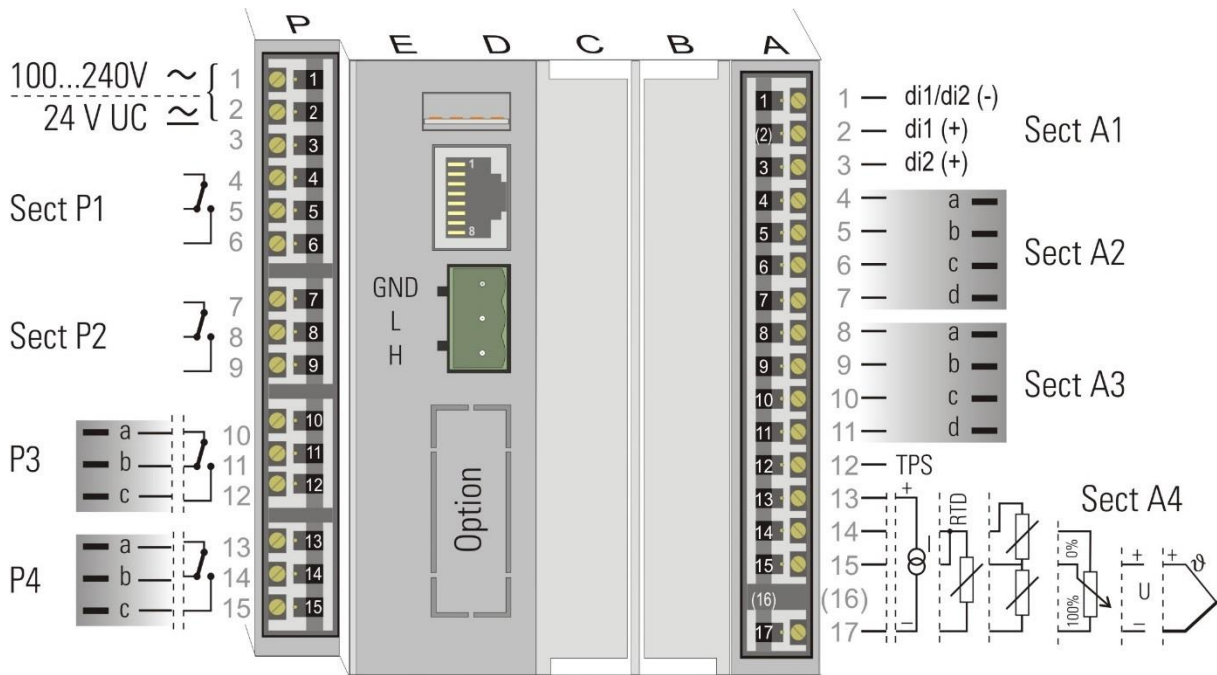 P
E D C B A
100...240V ~
24 V UC ≂
1
2
3
Sect P1
4
5
6
Sect P2
7
8
9
P3
a 10
b 11
c 12
P4
a 13
b 14
c 15
1
2
3
4
5
6
7
8
9
10
11
12
13
14
15
1
8
GND
L
H
Option
1
(2)
3
4
5
6
7
8
9
10
11
12
13
14
15
(16)
17
1 di1/di2 (-)
2 di1 (+)
3 di2 (+)
Sect A1
4 a
5 b
6 c
7 d
Sect A2
8 a
9 b
10 c
11 d
Sect A3
12 TPS
13
14
15
(16)
17
Sect A4
+ I −
RTD
0%
100%
+ U −
+ ϑ